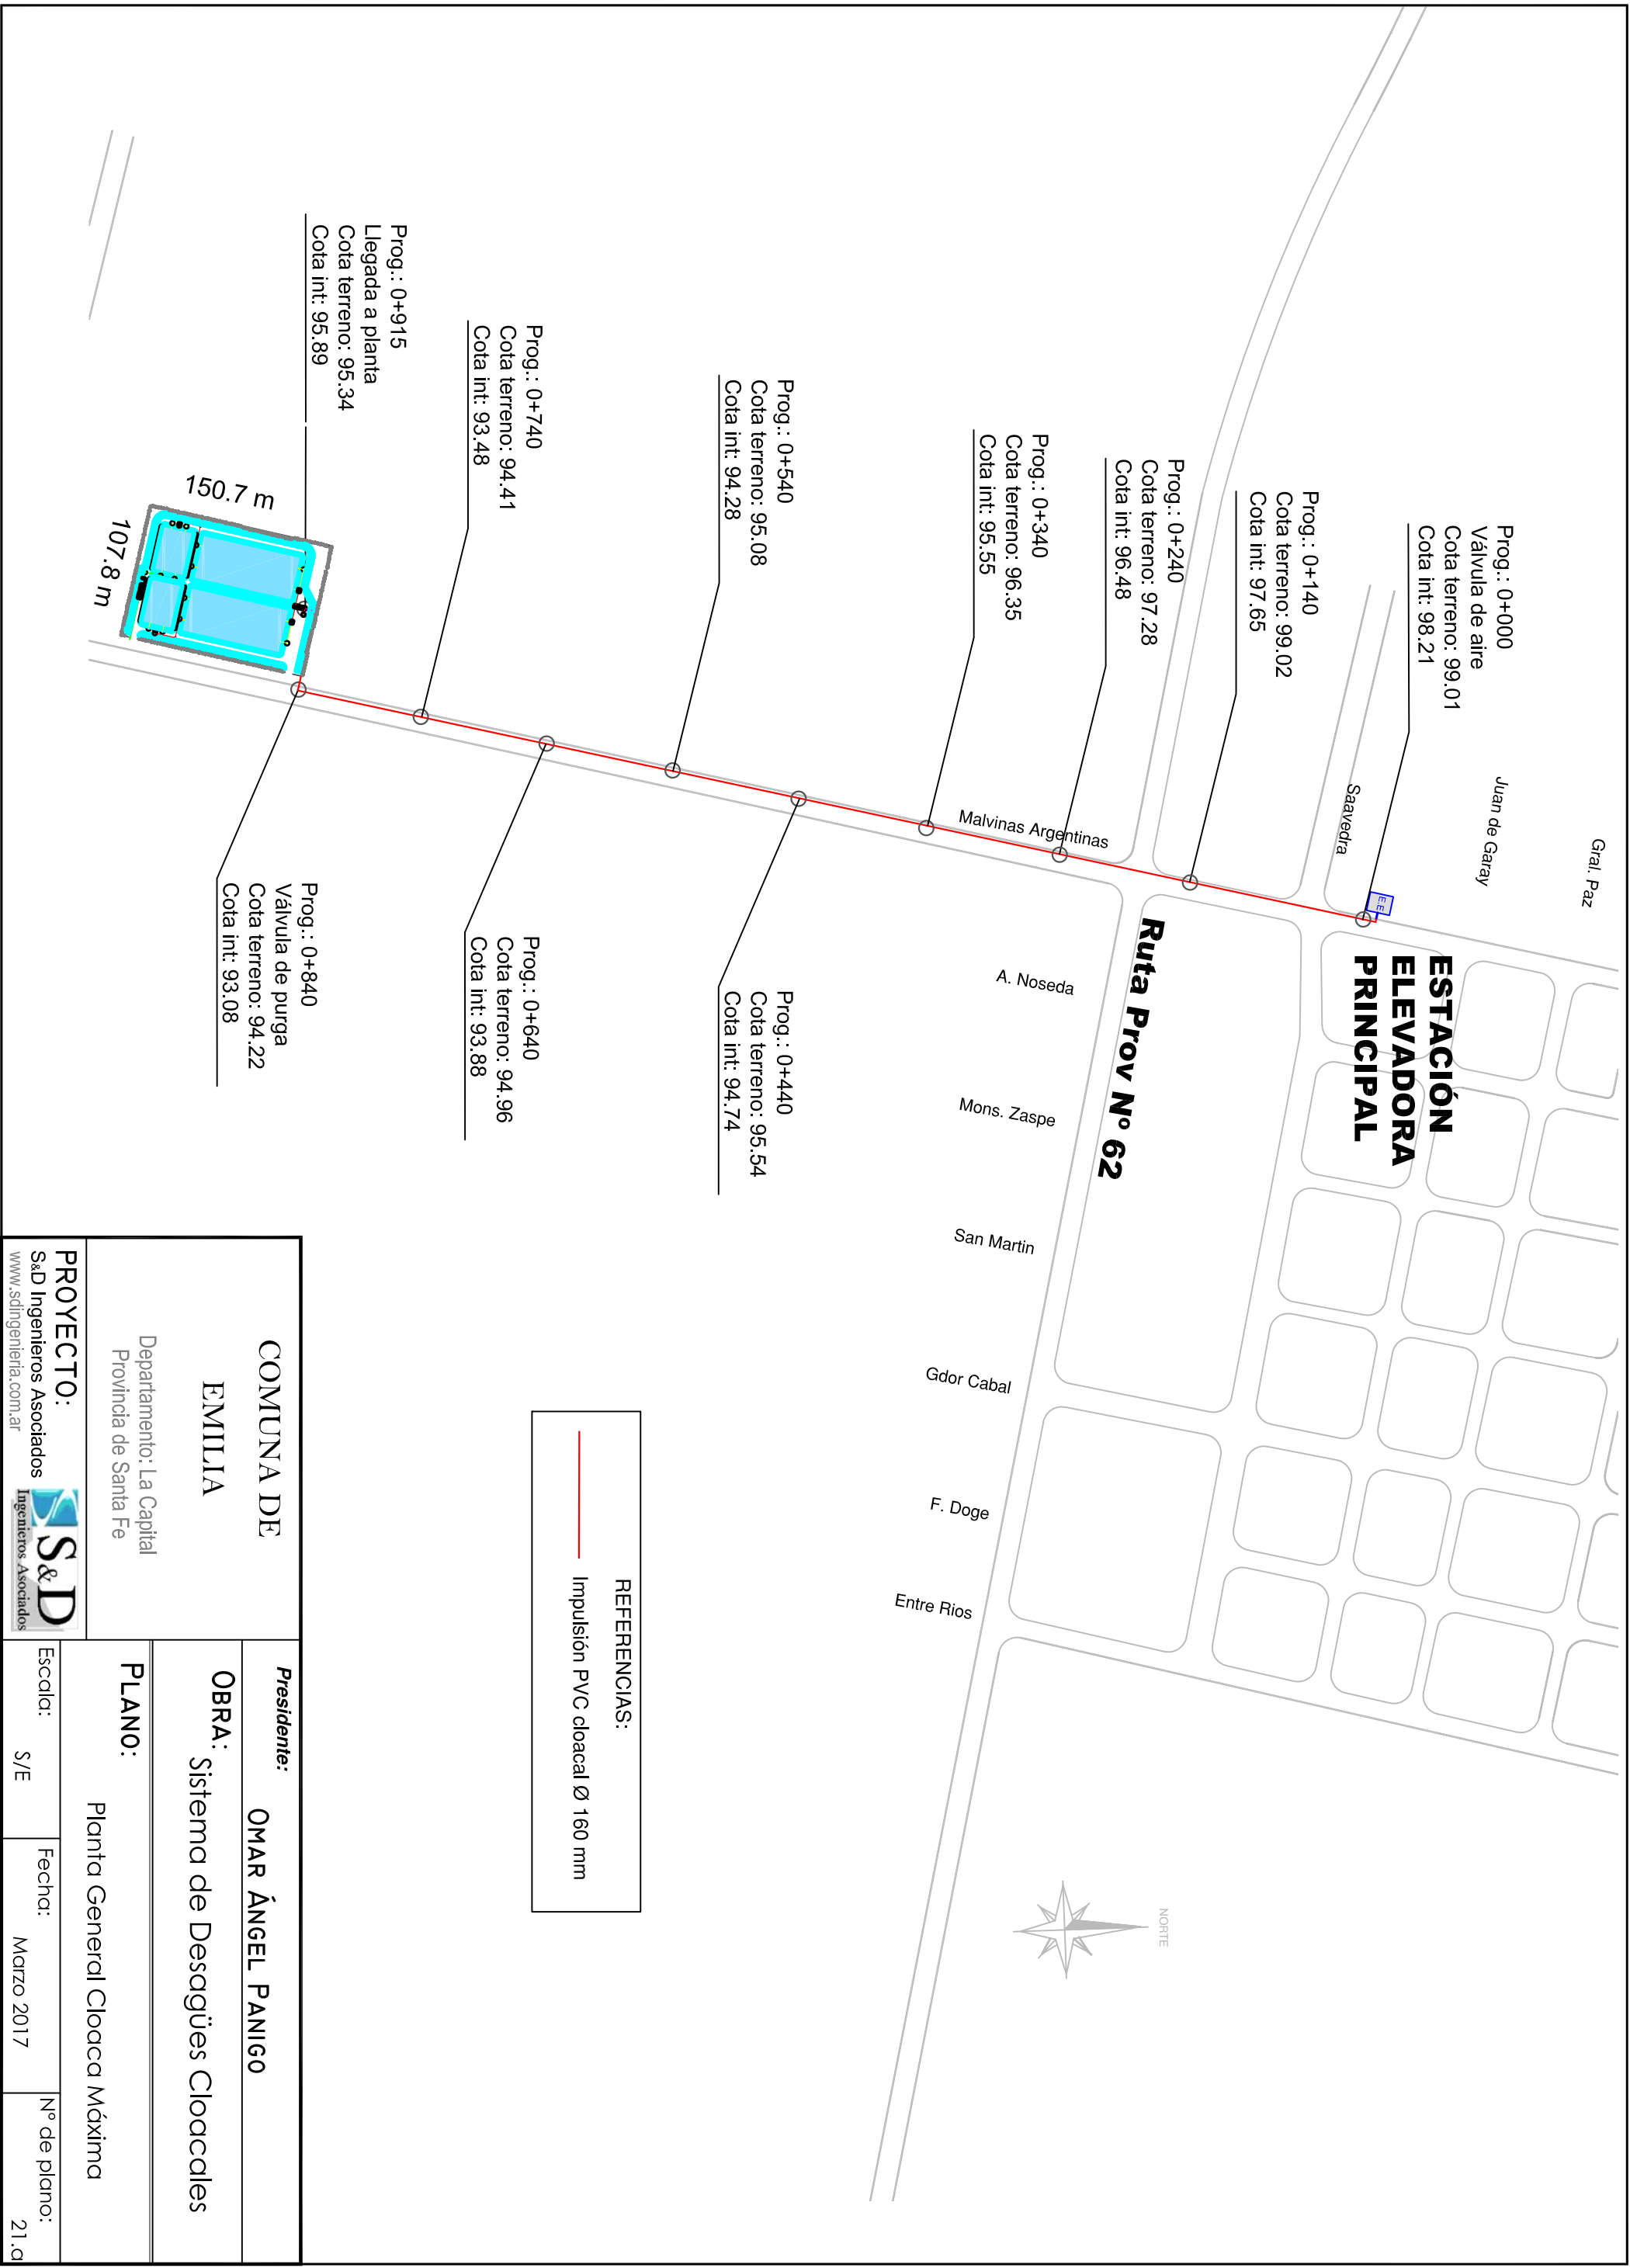 Prog.: 0+000
Válvula de aire
Cota terreno: 99.01
Cota int: 98.21
Prog.: 0+140
Cota terreno: 99.02
Cota int: 97.65
Prog.: 0+240
Cota terreno: 97.28
Cota int: 96.48
Prog.: 0+340
Cota terreno: 96.35
Cota int: 95.55
Prog.: 0+540
Cota terreno: 95.08
Cota int: 94.28
Prog.: 0+740
Cota terreno: 94.41
Cota int: 93.48
Prog.: 0+915
Llegada a planta
Cota terreno: 95.34
Cota int: 95.89
150.7 m
107.8 m
Gral. Paz
Juan de Garay
Saavedra
E.E.
Malvinas Argentinas
ESTACIÓN
ELEVADORA
PRINCIPAL
Ruta Prov Nº 62
A. Noseda
Mons. Zaspe
San Martin
Gdor Cabal
F. Doge
Entre Rios
Prog.: 0+440
Cota terreno: 95.54
Cota int: 94.74
Prog.: 0+640
Cota terreno: 94.96
Cota int: 93.88
Prog.: 0+840
Válvula de purga
Cota terreno: 94.22
Cota int: 93.08
NORTE
REFERENCIAS:
Impulsión PVC cloacal Ø 160 mm
COMUNA DE
EMILIA
Departamento: La Capital
Provincia de Santa Fe
PROYECTO:
S&D Ingenieros Asociados
www.sdingenieria.com.ar
S&D
Ingenieros Asociados
Presidente:
OMAR ÁNGEL PANIGO
OBRA:
Sistema de Desagües Cloacales
PLANO:
Planta General Cloaca Máxima
Escala:
S/E
Fecha:
Marzo 2017
N° de plano:
21.a